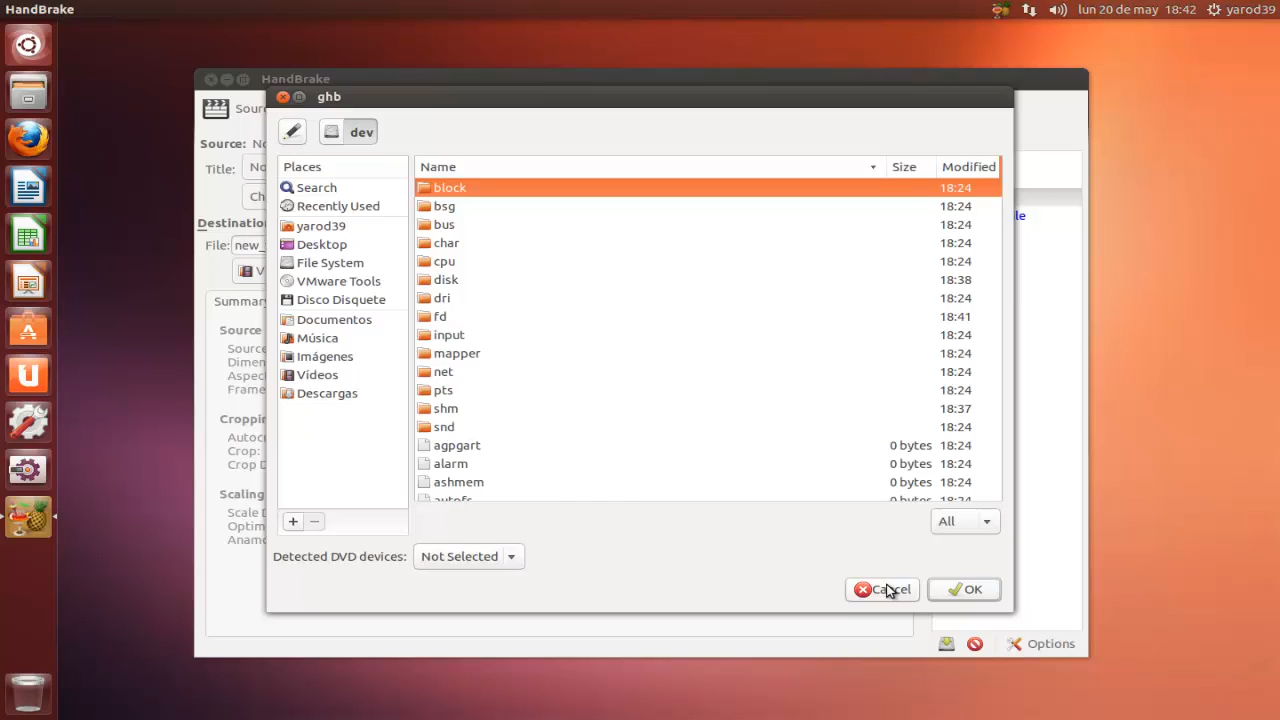 HandBrake
lun 20 de may 18:42 yarod39
HandBrake
ghb
Sour
dev
Source: No
Title: No
Ch
Destination
File: new_
V
Summary
Source
Source
Dimen
Aspec
Frame
Cropping
Autocr
Crop:
Crop D
Scaling
Scale D
Optim
Anamo
Places
Search
Recently Used
yarod39
Desktop
File System
VMware Tools
Disco Disquete
Documentos
Música
Imágenes
Vídeos
Descargas
Name Size Modified
block 18:24
bsg 18:24
bus 18:24
char 18:24
cpu 18:24
disk 18:38
dri 18:24
fd 18:41
input 18:24
mapper 18:24
net 18:24
pts 18:24
shm 18:37
snd 18:24
agpgart 0 bytes 18:24
alarm 0 bytes 18:24
ashmem 0 bytes 18:24
autofs 0 bytes 18:24
le
All
Detected DVD devices: Not Selected
Cancel OK
Options